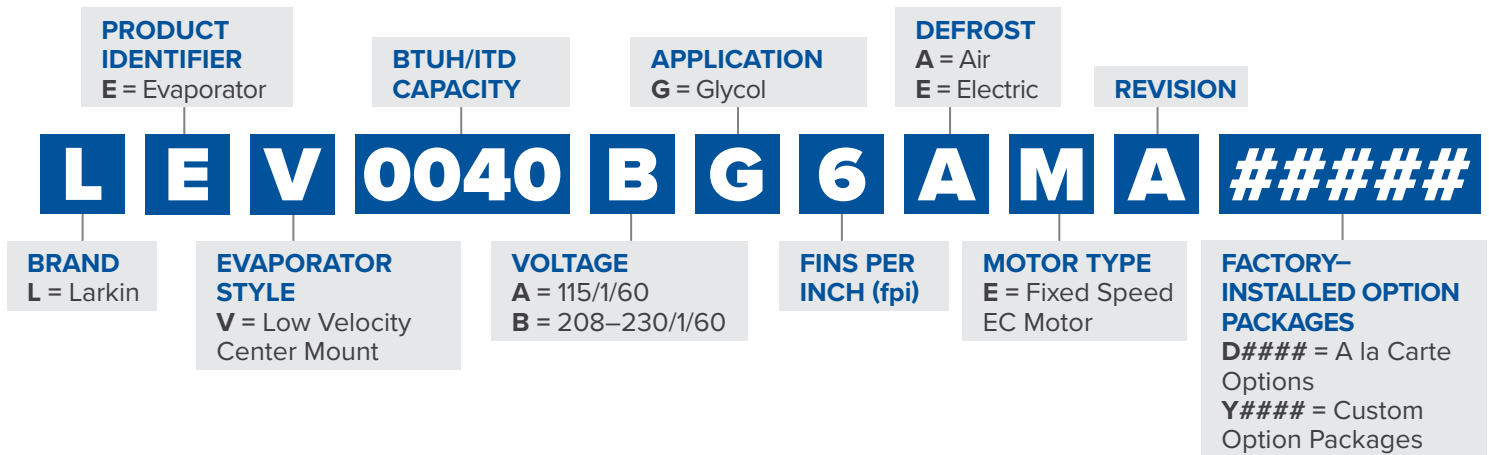 PRODUCT
IDENTIFIER
E = Evaporator
BTUH/ITD
CAPACITY
APPLICATION
G = Glycol
DEFROST
A = Air
E = Electric
REVISION
L E V 0040 B G 6 A M A #####
BRAND
L = Larkin
EVAPORATOR
STYLE
V = Low Velocity
Center Mount
VOLTAGE
A = 115/1/60
B = 208–230/1/60
FINS PER
INCH (fpi)
MOTOR TYPE
E = Fixed Speed
EC Motor
FACTORY–
INSTALLED OPTION
PACKAGES
D#### = A la Carte
Options
Y#### = Custom
Option Packages